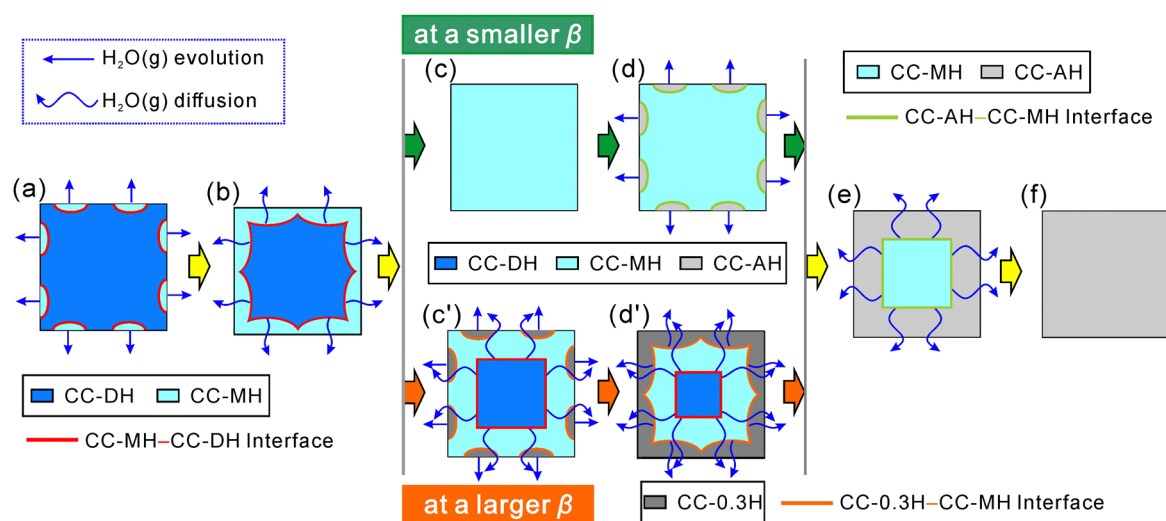 H₂O(g) evolution
H₂O(g) diffusion
(a)
(b)
CC-DH CC-MH
CC-MH–CC-DH Interface
at a smaller β
(c)
(d)
CC-DH CC-MH CC-AH
(c')
(d')
at a larger β
CC-0.3H
CC-0.3H–CC-MH Interface
CC-MH CC-AH
CC-AH–CC-MH Interface
(e)
(f)